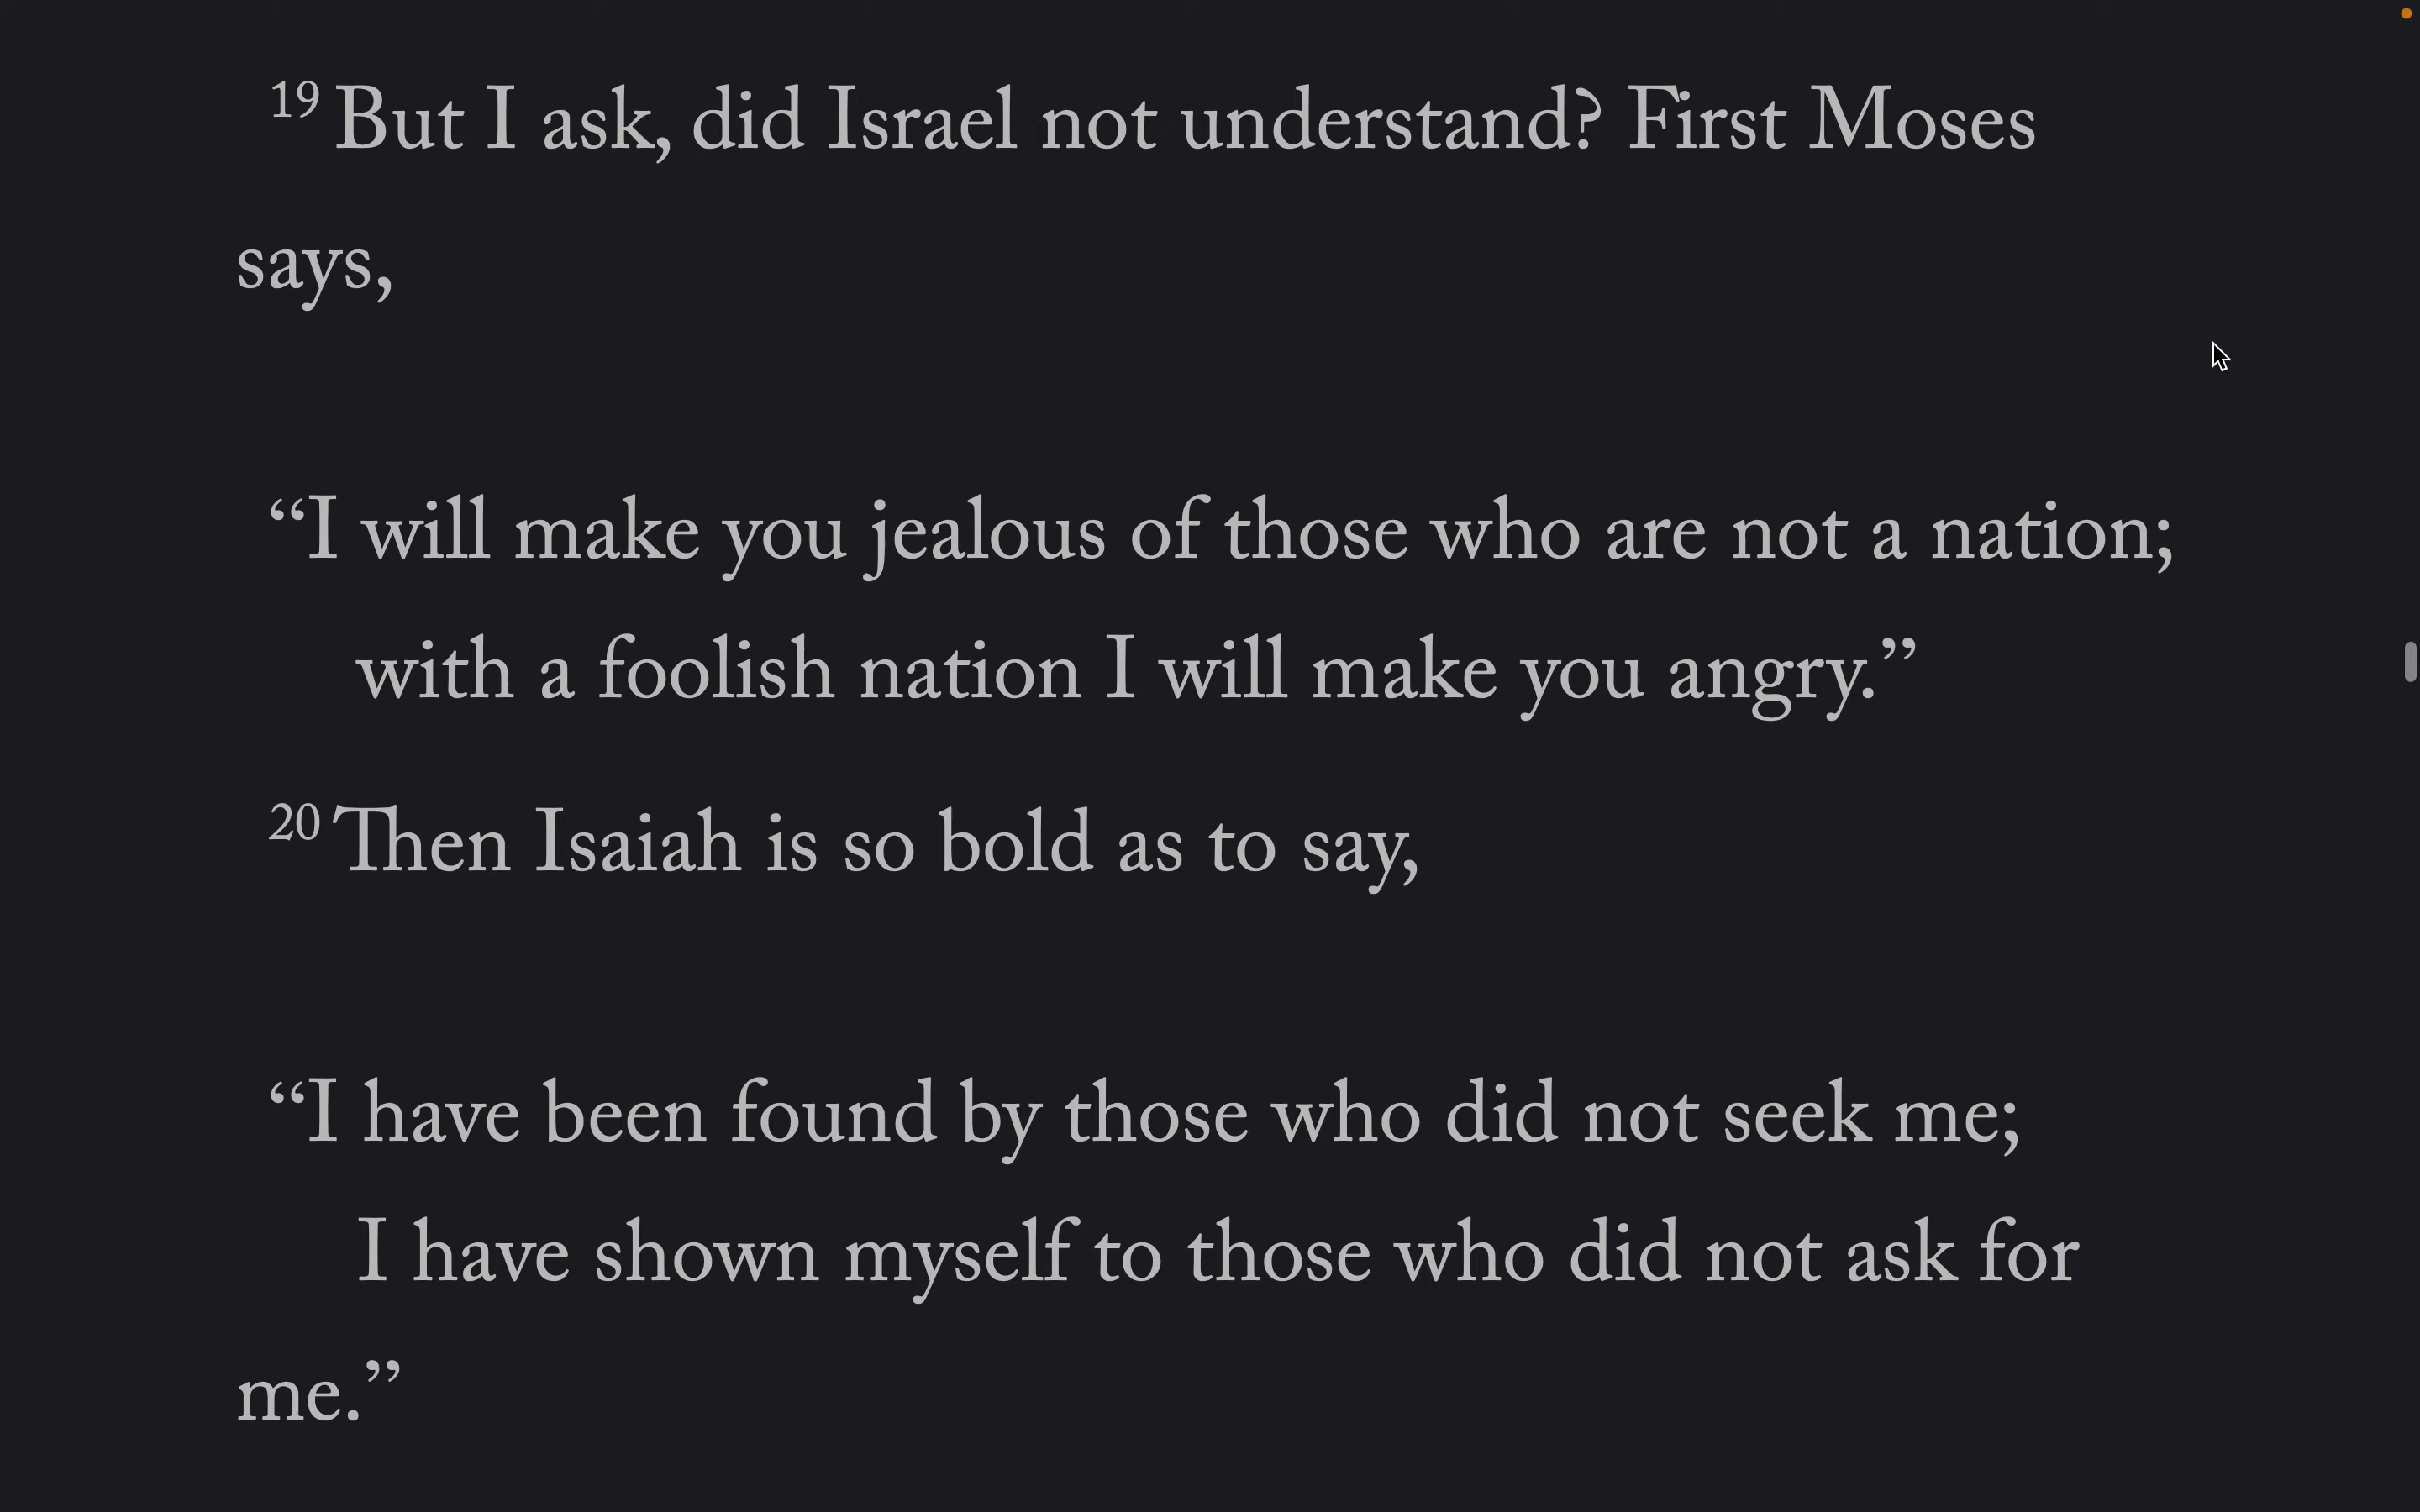 19 But I ask, did Israel not understand? First Moses
says,
“I will make you jealous of those who are not a nation;
with a foolish nation I will make you angry.”
20 Then Isaiah is so bold as to say,
“I have been found by those who did not seek me;
I have shown myself to those who did not ask for
me.”